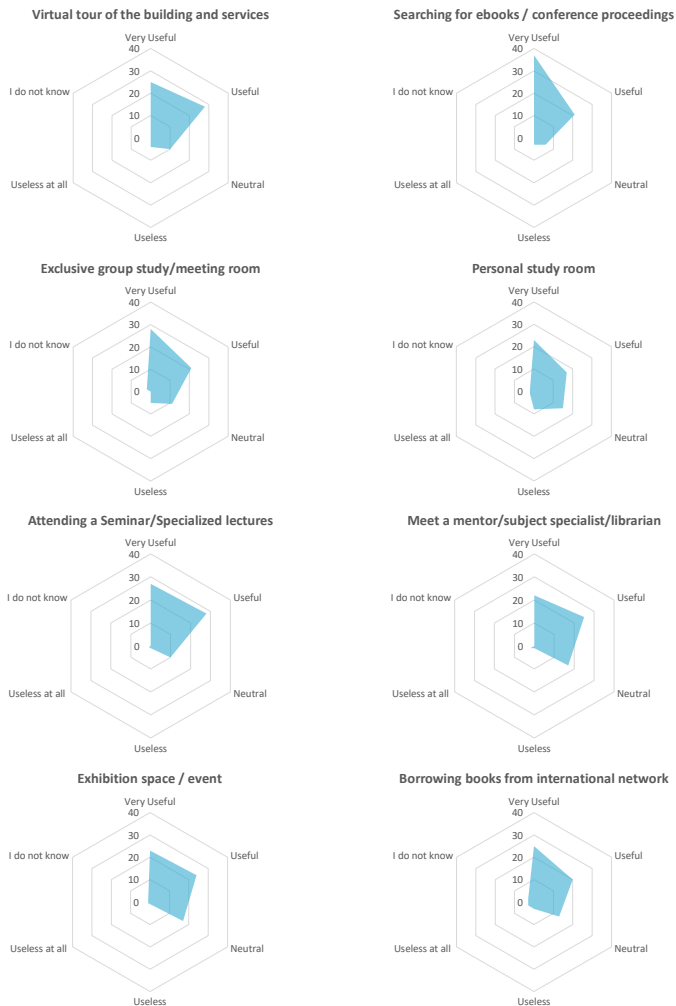 Virtual tour of the building and services
Very Useful
40
30
20
10
0
I do not know
Useful
Useless at all
Neutral
Useless
Searching for ebooks / conference proceedings
Very Useful
40
30
20
10
0
I do not know
Useful
Useless at all
Neutral
Useless
Exclusive group study/meeting room
Very Useful
40
30
20
10
0
I do not know
Useful
Useless at all
Neutral
Useless
Personal study room
Very Useful
40
30
20
10
0
I do not know
Useful
Useless at all
Neutral
Useless
Attending a Seminar/Specialized lectures
Very Useful
40
30
20
10
0
I do not know
Useful
Useless at all
Neutral
Useless
Meet a mentor/subject specialist/librarian
Very Useful
40
30
20
10
0
I do not know
Useful
Useless at all
Neutral
Useless
Exhibition space / event
Very Useful
40
30
20
10
0
I do not know
Useful
Useless at all
Neutral
Useless
Borrowing books from international network
Very Useful
40
30
20
10
0
I do not know
Useful
Useless at all
Neutral
Useless